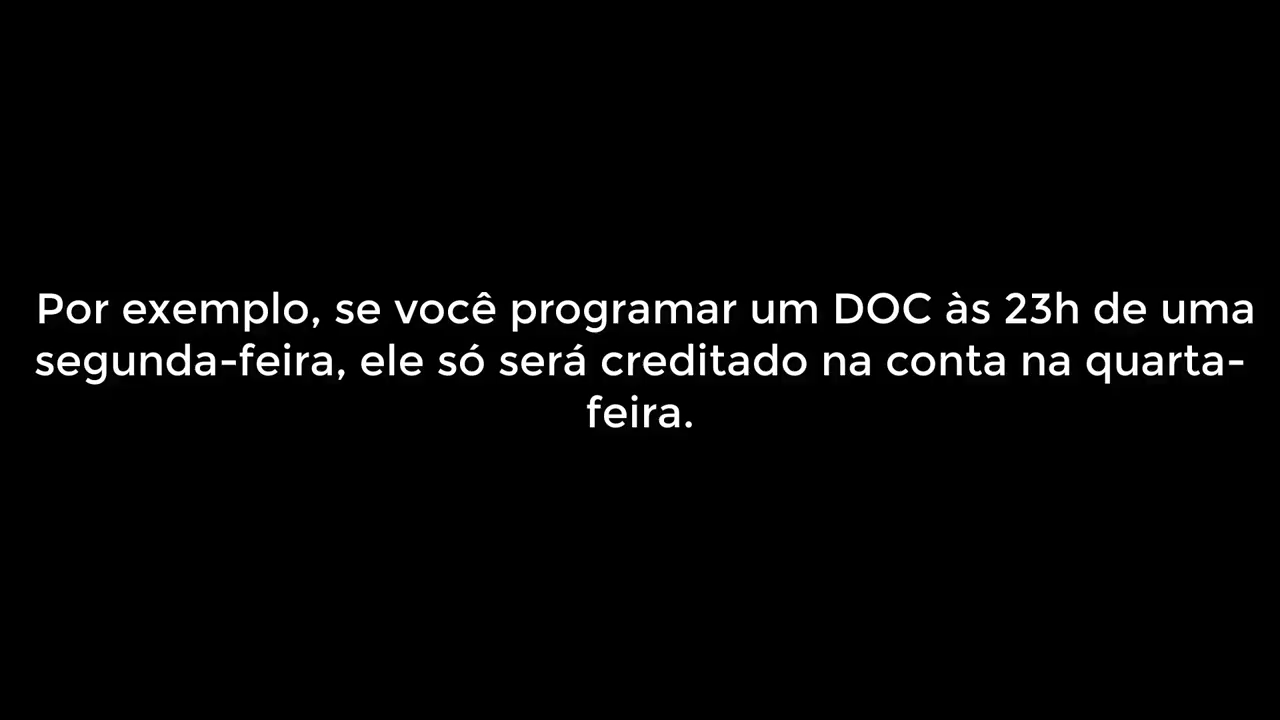 Por exemplo, se você programar um DOC às 23h de uma
segunda-feira, ele só será creditado na conta na quarta-
feira.